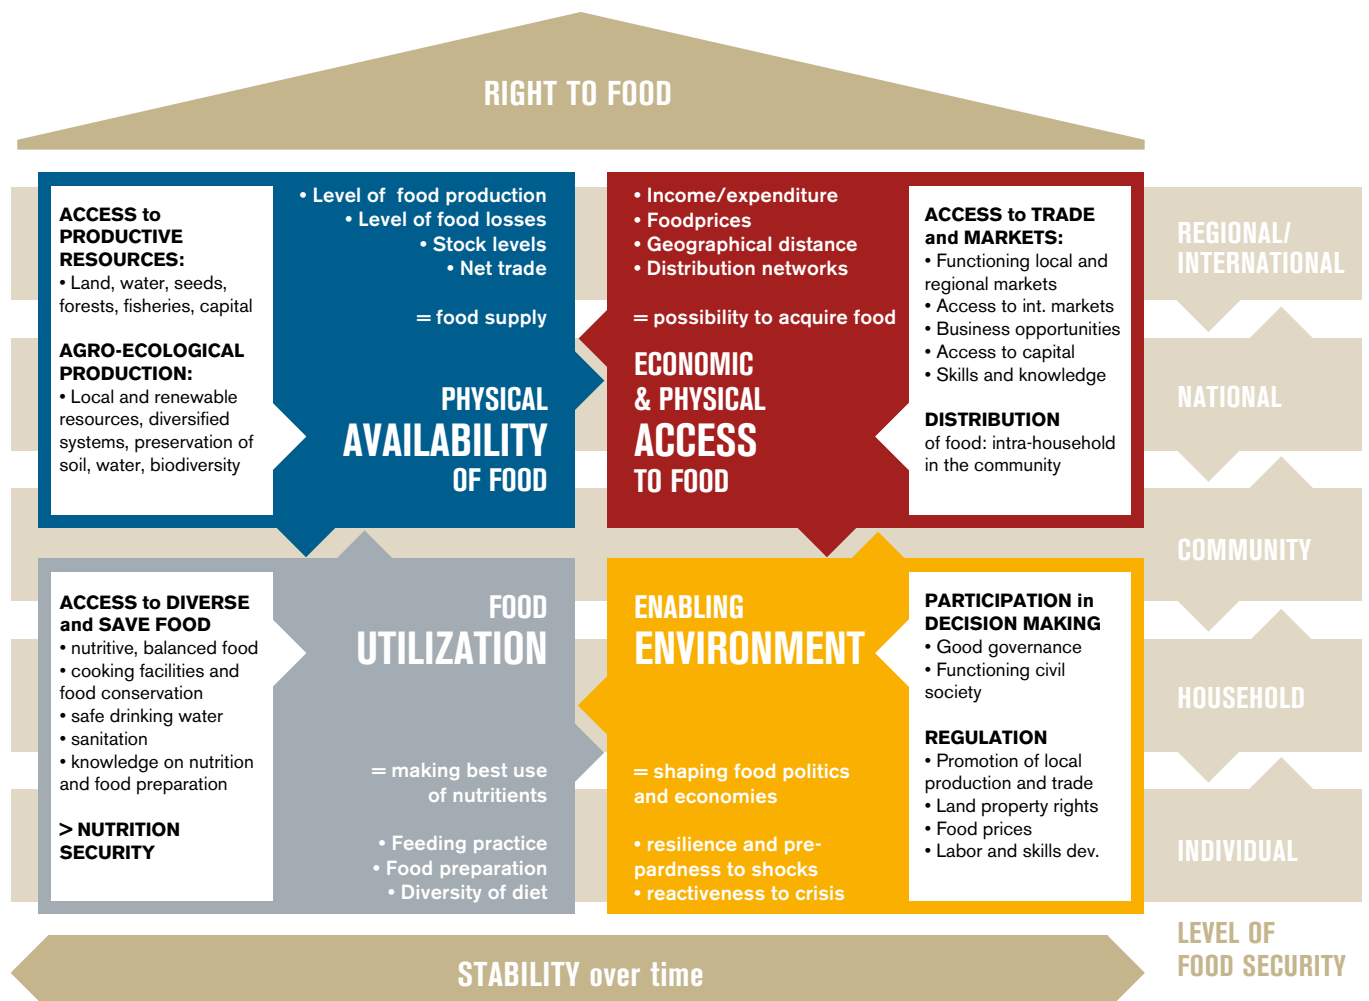 RIGHT TO FOOD
ACCESS to
PRODUCTIVE
RESOURCES:
• Land, water, seeds,
forests, fisheries, capital
AGRO-ECOLOGICAL
PRODUCTION:
• Local and renewable
resources, diversified
systems, preservation of
soil, water, biodiversity
• Level of food production
• Level of food losses
• Stock levels
• Net trade
= food supply
PHYSICAL
AVAILABILITY
OF FOOD
• Income/expenditure
• Foodprices
• Geographical distance
• Distribution networks
= possibility to acquire food
ECONOMIC
& PHYSICAL
ACCESS
TO FOOD
ACCESS to TRADE
and MARKETS:
• Functioning local and
regional markets
• Access to int. markets
• Business opportunities
• Access to capital
• Skills and knowledge
DISTRIBUTION
of food: intra-household
in the community
ACCESS to DIVERSE
and SAVE FOOD
• nutritive, balanced food
• cooking facilities and
food conservation
• safe drinking water
• sanitation
• knowledge on nutrition
and food preparation
> NUTRITION
SECURITY
FOOD
UTILIZATION
= making best use
of nutritients
• Feeding practice
• Food preparation
• Diversity of diet
ENABLING
ENVIRONMENT
= shaping food politics
and economies
• resilience and pre-
pardness to shocks
• reactiveness to crisis
PARTICIPATION in
DECISION MAKING
• Good governance
• Functioning civil
society
REGULATION
• Promotion of local
production and trade
• Land property rights
• Food prices
• Labor and skills dev.
REGIONAL/
INTERNATIONAL
NATIONAL
COMMUNITY
HOUSEHOLD
INDIVIDUAL
LEVEL OF
FOOD SECURITY
STABILITY over time